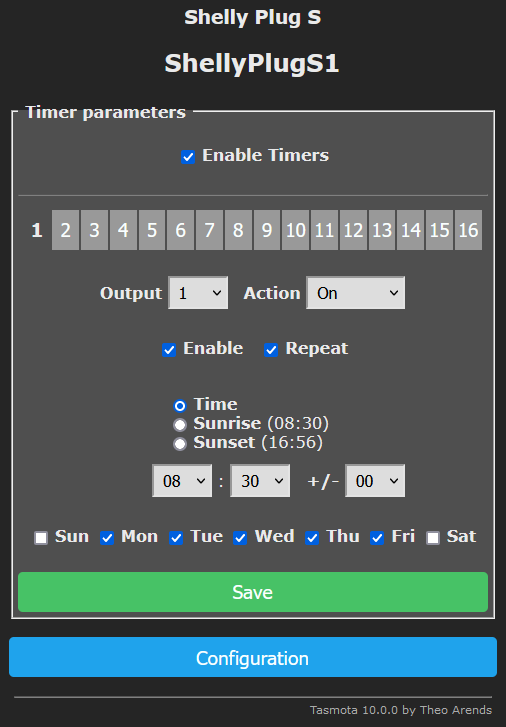 Shelly Plug S
ShellyPlugS1
Timer parameters
Enable Timers
1 2 3 4 5 6 7 8 9 10 11 12 13 14 15 16
Output 1 Action On
Enable Repeat
Time
Sunrise (08:30)
Sunset (16:56)
08 : 30 +/- 00
Sun Mon Tue Wed Thu Fri Sat
Save
Configuration
Tasmota 10.0.0 by Theo Arends